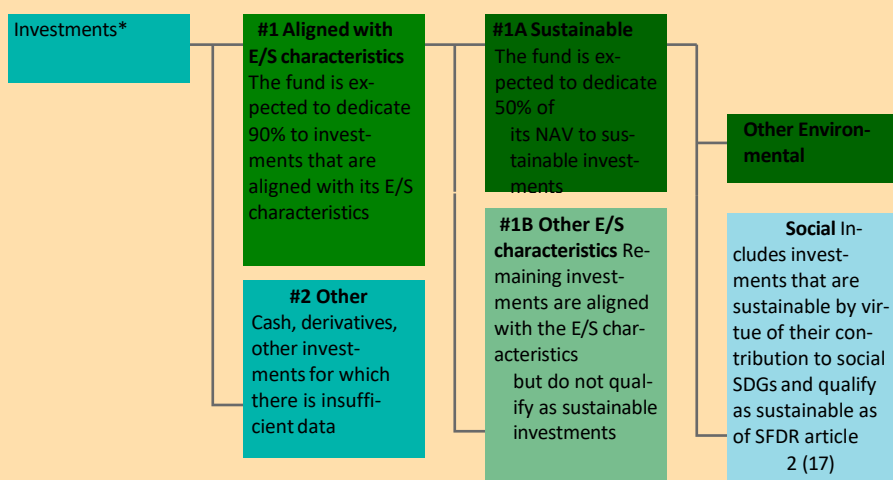 Investments*
#1 Aligned with
E/S characteristics
The fund is ex-
pected to dedicate
90% to invest-
ments that are
aligned with its E/S
characteristics
#2 Other
Cash, derivatives,
other invest-
ments for which
there is insuffi-
cient data
#1A Sustainable
The fund is ex-
pected to dedicate
50% of
its NAV to sus-
tainable invest-
ments
#1B Other E/S
characteristics Re-
maining invest-
ments are aligned
with the E/S char-
acteristics
but do not qual-
ify as sustainable
investments
Other Environ-
mental
Social In-
cludes invest-
ments that are
sustainable by vir-
tue of their con-
tribution to social
SDGs and qualify
as sustainable as
of SFDR article
2 (17)